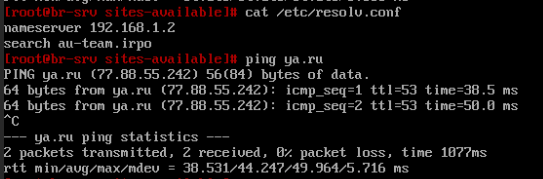 [root@br-srv sites-available]# cat /etc/resolv.conf
nameserver 192.168.1.2
search au-team.irpo
[root@br-srv sites-available]# ping ya.ru
PING ya.ru (77.88.55.242) 56(84) bytes of data.
64 bytes from ya.ru (77.88.55.242): icmp_seq=1 ttl=53 time=38.5 ms
64 bytes from ya.ru (77.88.55.242): icmp_seq=2 ttl=53 time=50.0 ms
^C
--- ya.ru ping statistics ---
2 packets transmitted, 2 received, 0% packet loss, time 1077ms
rtt min/avg/max/mdev = 38.531/44.247/49.964/5.716 ms